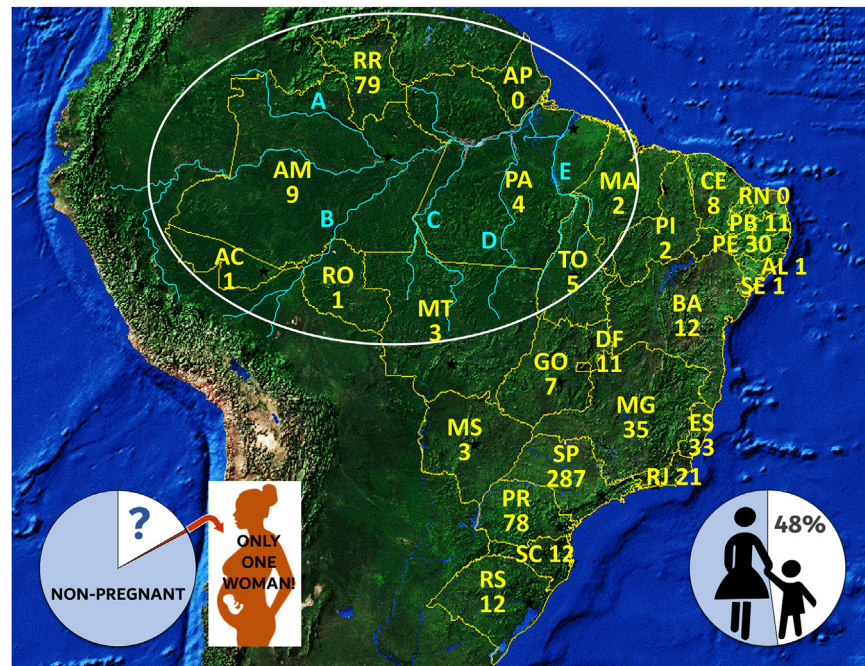 RR
79
AP
0
A
AM
9
PA
4
E
MA
2
CE
8
RN 0
PB 11
PE 30
PI
2
AL 1
SE 1
B
C
D
AC
1
RO
1
MT
3
TO
5
BA
12
DF
11
GO
7
MG
35
ES
33
MS
3
SP
287
RJ 21
PR
78
SC 12
RS
12
?
NON-PREGNANT
ONLY
ONE
WOMAN!
48%